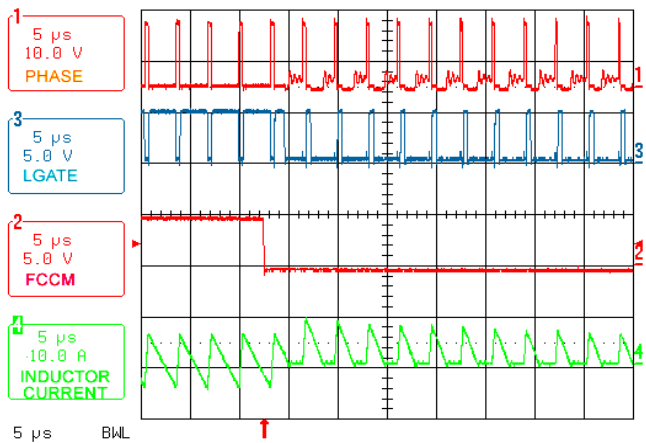 1
5 µs
10.0 V
PHASE
1
3
5 µs
5.0 V
LGATE
3
2
5 µs
5.0 V
FCCM
2
4
5 µs
10.0 A
INDUCTOR
CURRENT
4
5 µs BWL